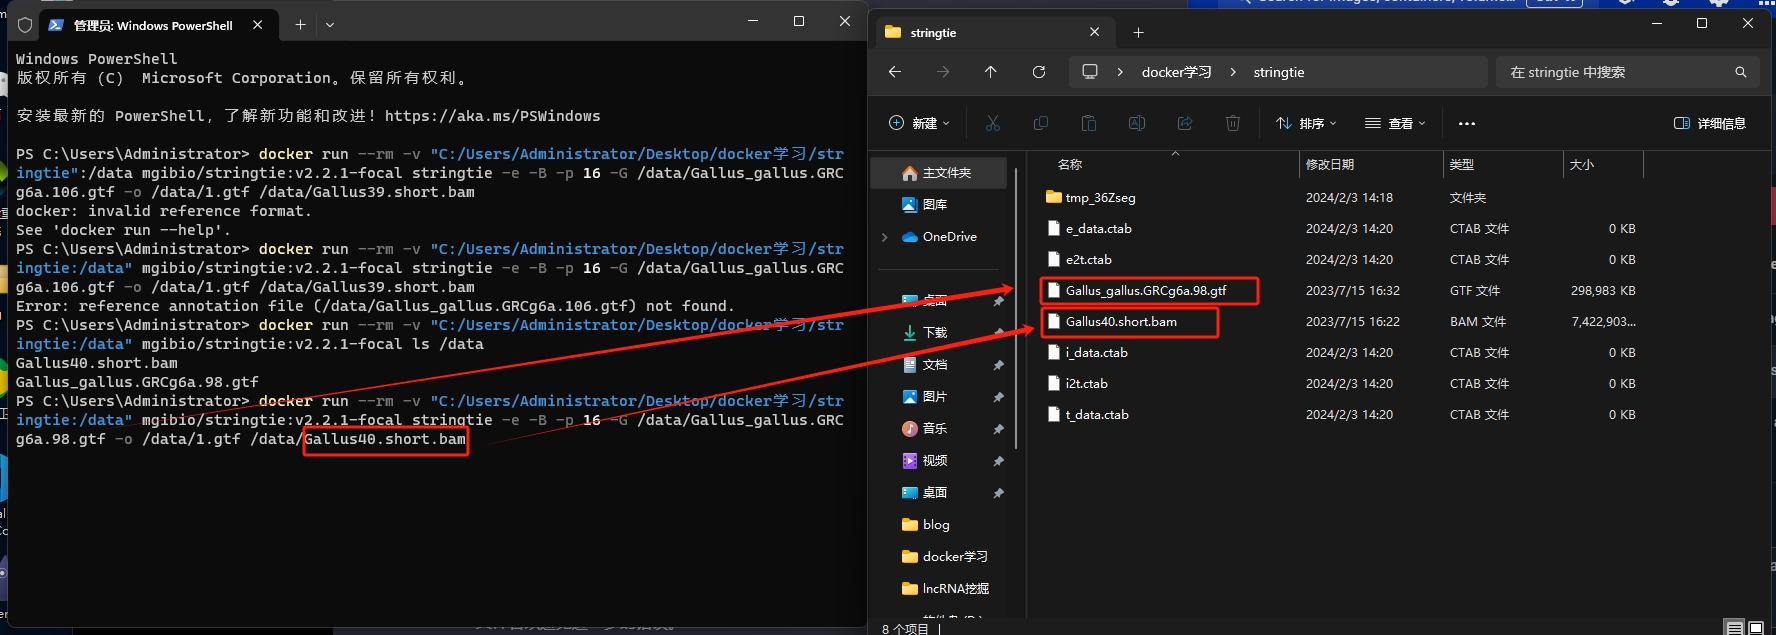 管理员: Windows PowerShell
Windows PowerShell
版权所有 (C)  Microsoft Corporation。保留所有权利。
安装最新的 PowerShell，了解新功能和改进！https://aka.ms/PSWindows
PS C:\Users\Administrator> docker run --rm -v "C:/Users/Administrator/Desktop/docker学习/str
ingtie":/data mgibio/stringtie:v2.2.1-focal stringtie -e -B -p 16 -G /data/Gallus_gallus.GRC
g6a.106.gtf -o /data/1.gtf /data/Gallus39.short.bam
docker: invalid reference format.
See 'docker run --help'.
PS C:\Users\Administrator> docker run --rm -v "C:/Users/Administrator/Desktop/docker学习/str
ingtie:/data" mgibio/stringtie:v2.2.1-focal stringtie -e -B -p 16 -G /data/Gallus_gallus.GRC
g6a.106.gtf -o /data/1.gtf /data/Gallus39.short.bam
Error: reference annotation file (/data/Gallus_gallus.GRCg6a.106.gtf) not found.
PS C:\Users\Administrator> docker run --rm -v "C:/Users/Administrator/Desktop/docker学习/str
ingtie:/data" mgibio/stringtie:v2.2.1-focal ls /data
Gallus40.short.bam
Gallus_gallus.GRCg6a.98.gtf
PS C:\Users\Administrator> docker run --rm -v "C:/Users/Administrator/Desktop/docker学习/str
ingtie:/data" mgibio/stringtie:v2.2.1-focal stringtie -e -B -p 16 -G /data/Gallus_gallus.GRC
g6a.98.gtf -o /data/1.gtf /data/Gallus40.short.bam
stringtie
docker学习 > stringtie
在 stringtie 中搜索
新建 排序 查看 ••• 详细信息
主文件夹
图库
OneDrive
桌面
下载
文档
图片
音乐
视频
桌面
blog
docker学习
lncRNA挖掘
名称 修改日期 类型 大小
tmp_36Zseg 2024/2/3 14:18 文件夹
e_data.ctab 2024/2/3 14:20 CTAB 文件 0 KB
e2t.ctab 2024/2/3 14:20 CTAB 文件 0 KB
Gallus_gallus.GRCg6a.98.gtf 2023/7/15 16:32 GTF 文件 298,983 KB
Gallus40.short.bam 2023/7/15 16:22 BAM 文件 7,422,903...
i_data.ctab 2024/2/3 14:20 CTAB 文件 0 KB
i2t.ctab 2024/2/3 14:20 CTAB 文件 0 KB
t_data.ctab 2024/2/3 14:20 CTAB 文件 0 KB
8 个项目